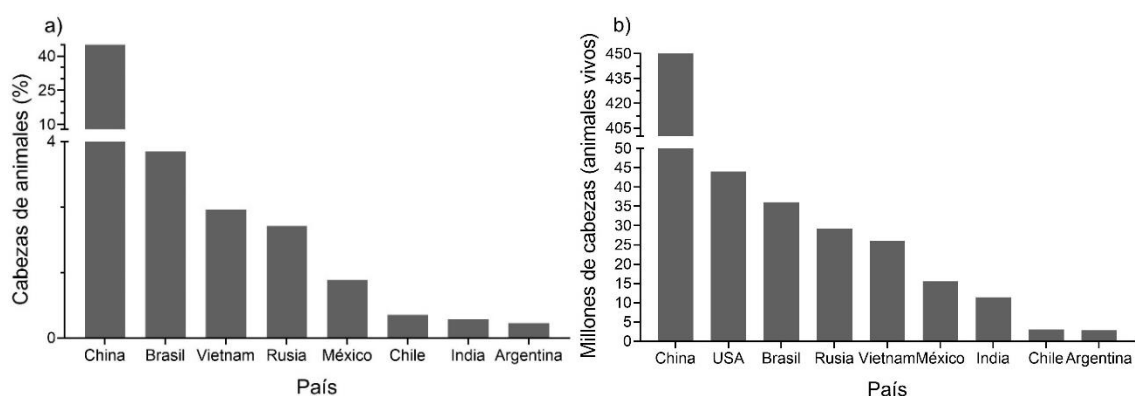 a)
Cabezas de animales (%)
40
25
10
4
0
China Brasil Vietnam Rusia México Chile India Argentina
País
b)
Millones de cabezas (animales vivos)
450
435
420
405
50
45
40
35
30
25
20
15
10
5
0
China USA Brasil Rusia Vietnam México India Chile Argentina
País